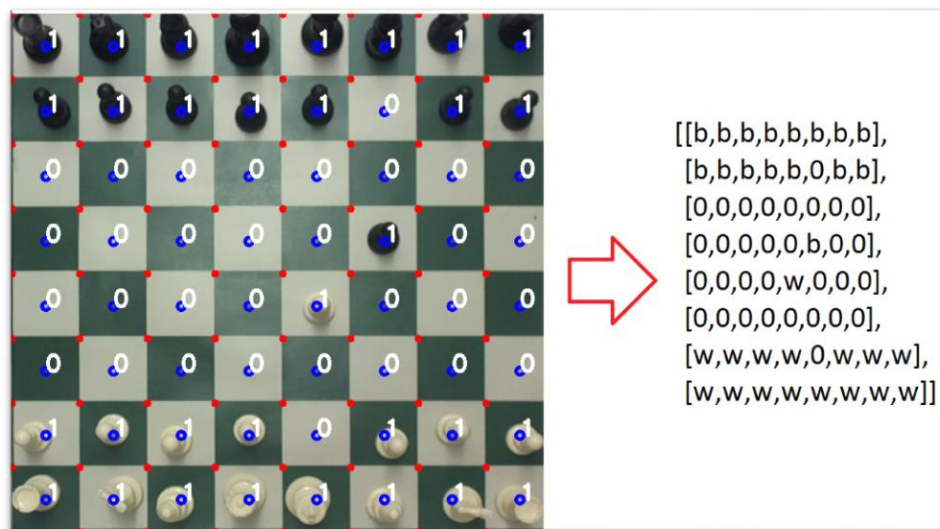 1 1 1 1 1 1 1 1
1 1 1 1 1 0 1 1
0 0 0 0 0 0 0 0
0 0 0 0 0 1 0 0
0 0 0 0 1 0 0 0
0 0 0 0 0 0 0 0
1 1 1 1 0 1 1 1
1 1 1 1 1 1 1 1
[[b,b,b,b,b,b,b,b],
[b,b,b,b,b,0,b,b],
[0,0,0,0,0,0,0,0],
[0,0,0,0,0,b,0,0],
[0,0,0,0,w,0,0,0],
[0,0,0,0,0,0,0,0],
[w,w,w,w,0,w,w,w],
[w,w,w,w,w,w,w,w]]